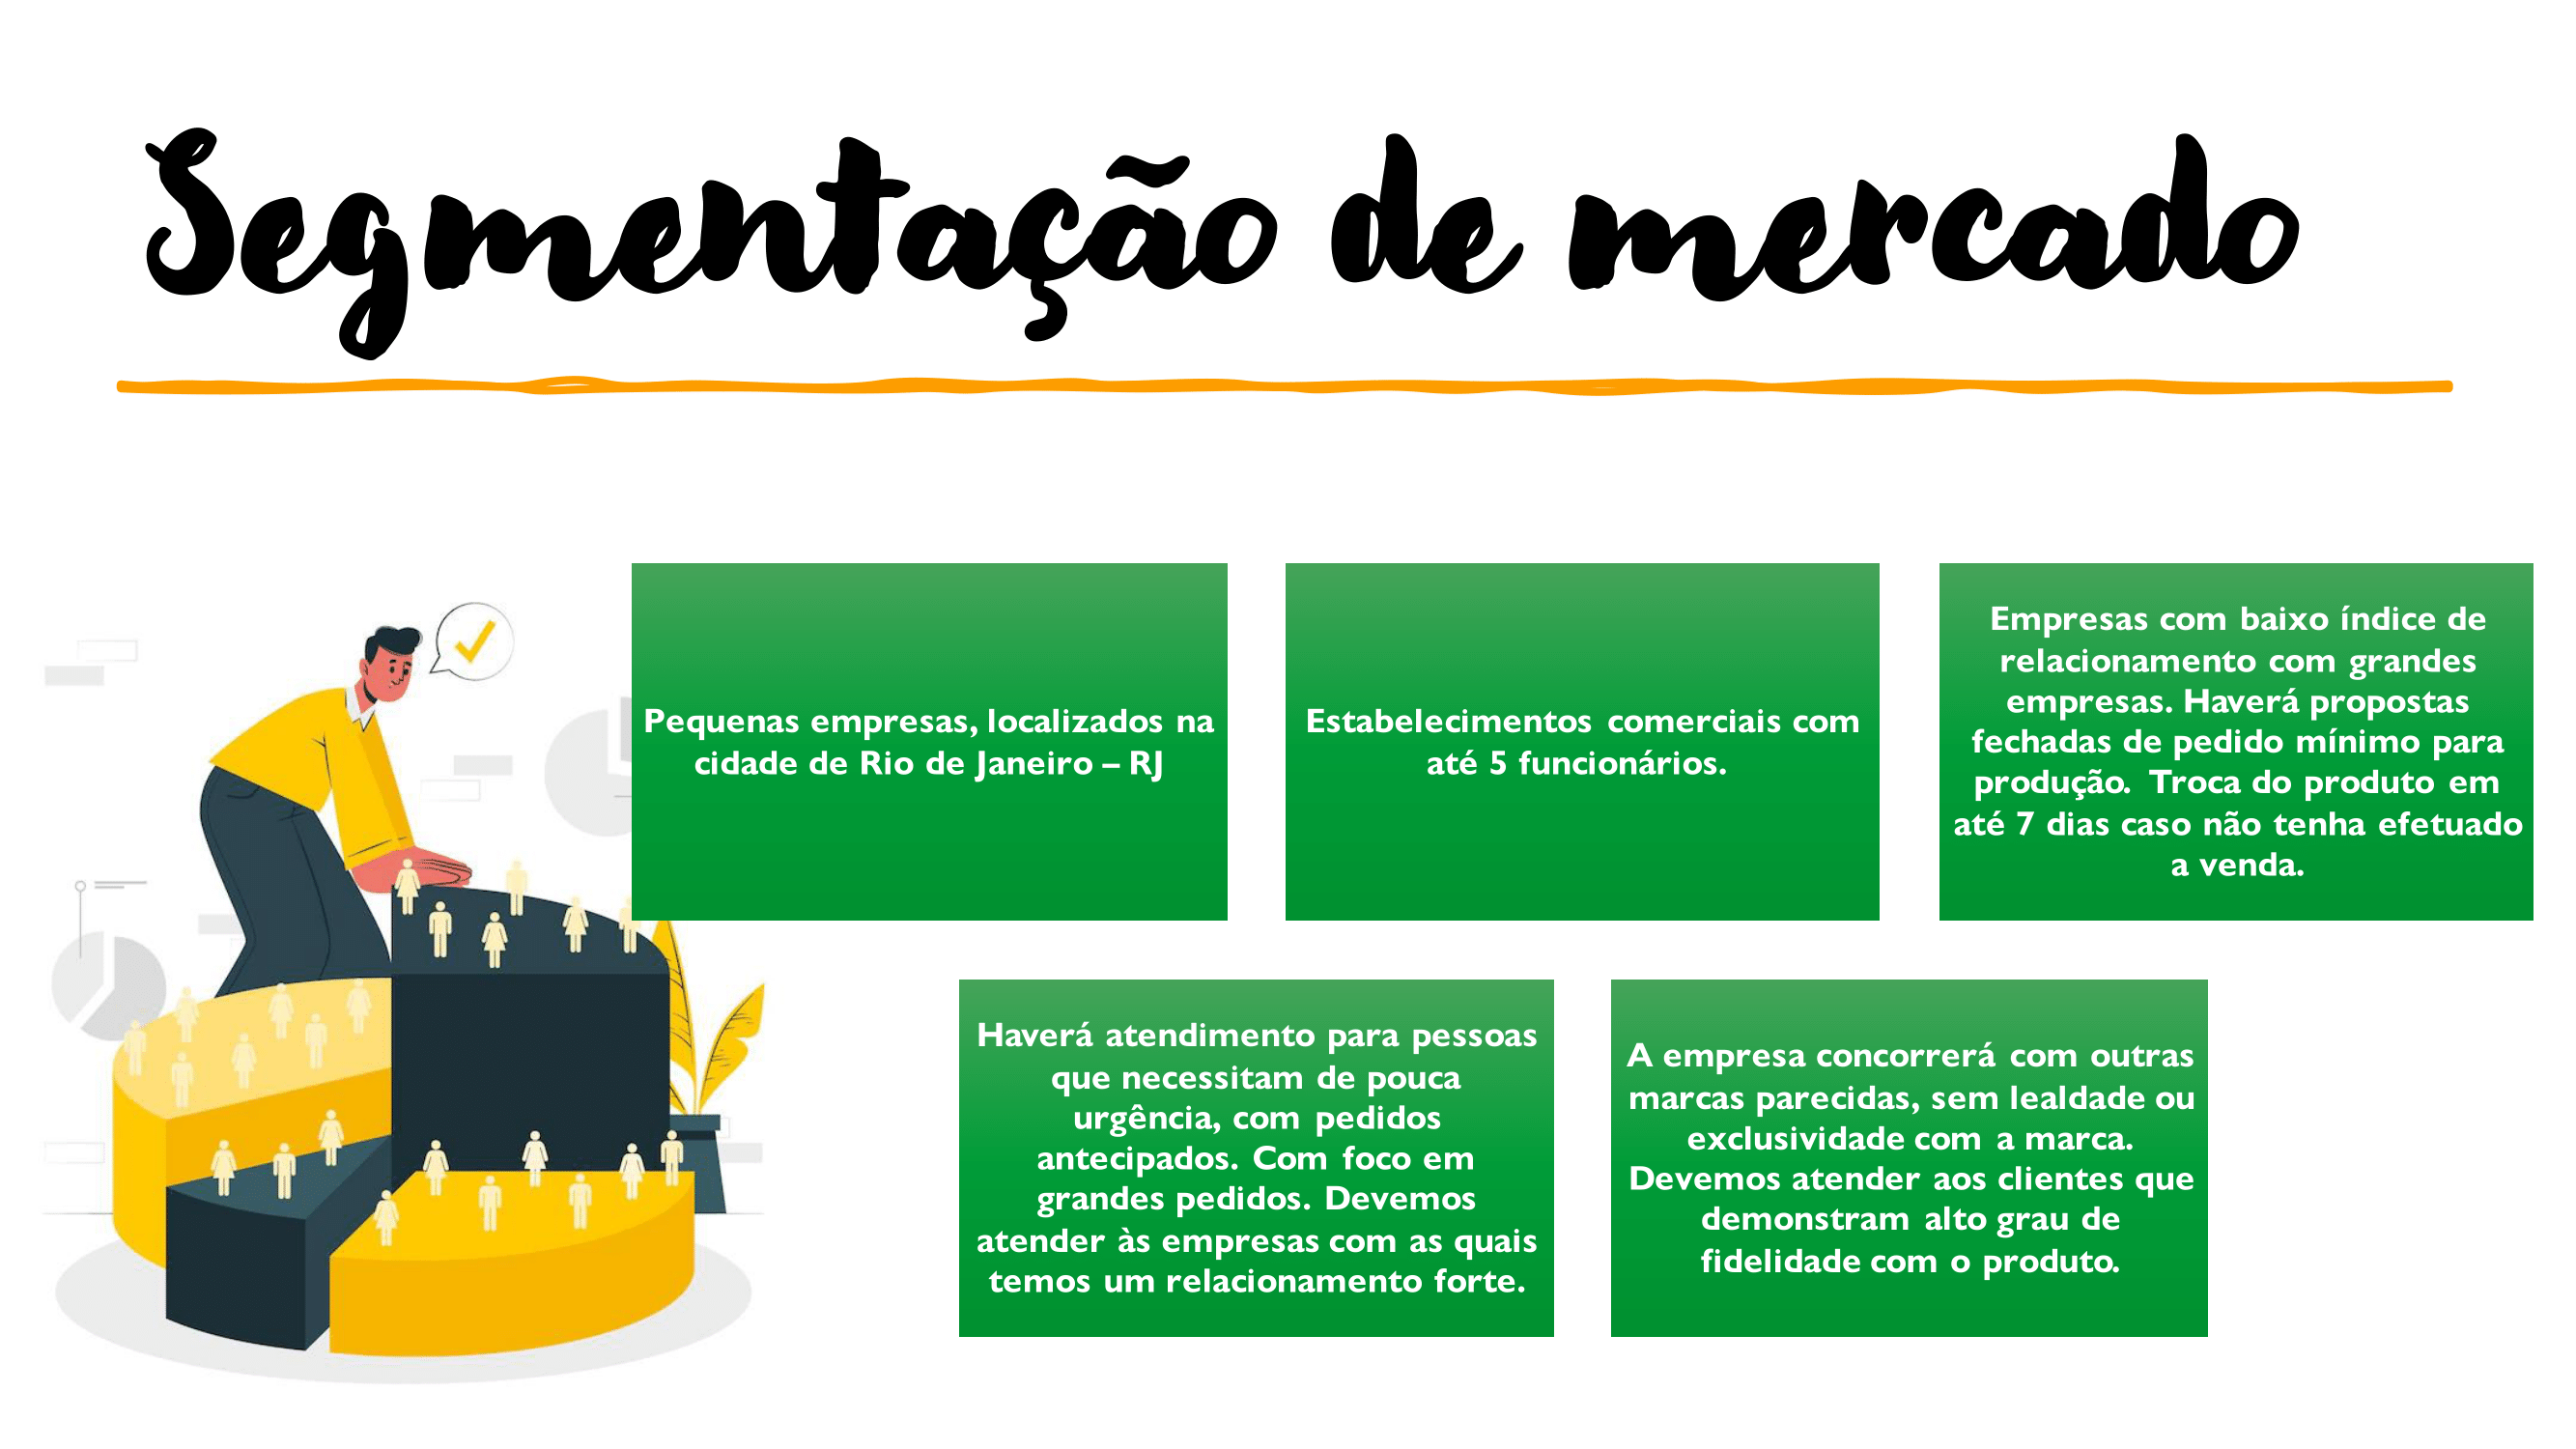 Segmentação de mercado
Pequenas empresas, localizados na
cidade de Rio de Janeiro – RJ
Estabelecimentos comerciais com
até 5 funcionários.
Empresas com baixo índice de
relacionamento com grandes
empresas. Haverá propostas
fechadas de pedido mínimo para
produção. Troca do produto em
até 7 dias caso não tenha efetuado
a venda.
Haverá atendimento para pessoas
que necessitam de pouca
urgência, com pedidos
antecipados. Com foco em
grandes pedidos. Devemos
atender às empresas com as quais
temos um relacionamento forte.
A empresa concorrerá com outras
marcas parecidas, sem lealdade ou
exclusividade com a marca.
Devemos atender aos clientes que
demonstram alto grau de
fidelidade com o produto.